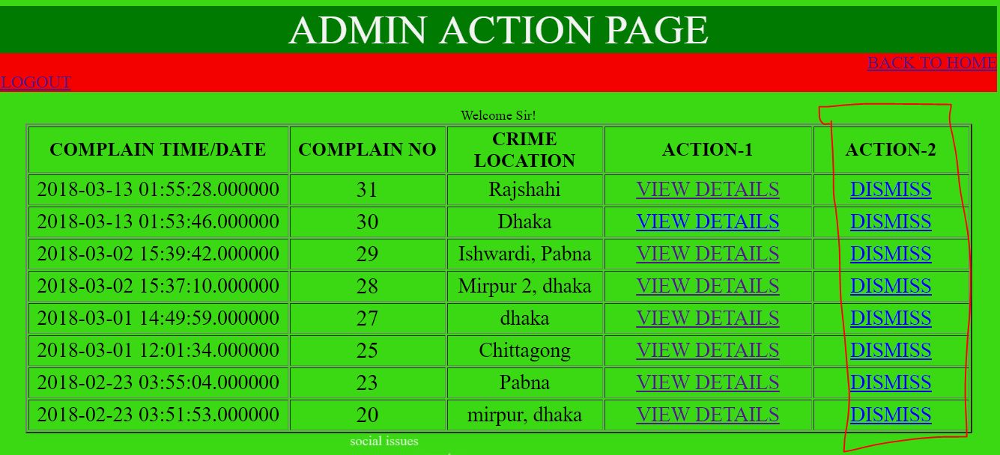 ADMIN ACTION PAGE
BACK TO HOME
LOGOUT
Welcome Sir!
COMPLAIN TIME/DATE COMPLAIN NO CRIME LOCATION ACTION-1 ACTION-2
2018-03-13 01:55:28.000000 31 Rajshahi VIEW DETAILS DISMISS
2018-03-13 01:53:46.000000 30 Dhaka VIEW DETAILS DISMISS
2018-03-02 15:39:42.000000 29 Ishwardi, Pabna VIEW DETAILS DISMISS
2018-03-02 15:37:10.000000 28 Mirpur 2, dhaka VIEW DETAILS DISMISS
2018-03-01 14:49:59.000000 27 dhaka VIEW DETAILS DISMISS
2018-03-01 12:01:34.000000 25 Chittagong VIEW DETAILS DISMISS
2018-02-23 03:55:04.000000 23 Pabna VIEW DETAILS DISMISS
2018-02-23 03:51:53.000000 20 mirpur, dhaka VIEW DETAILS DISMISS
social issues